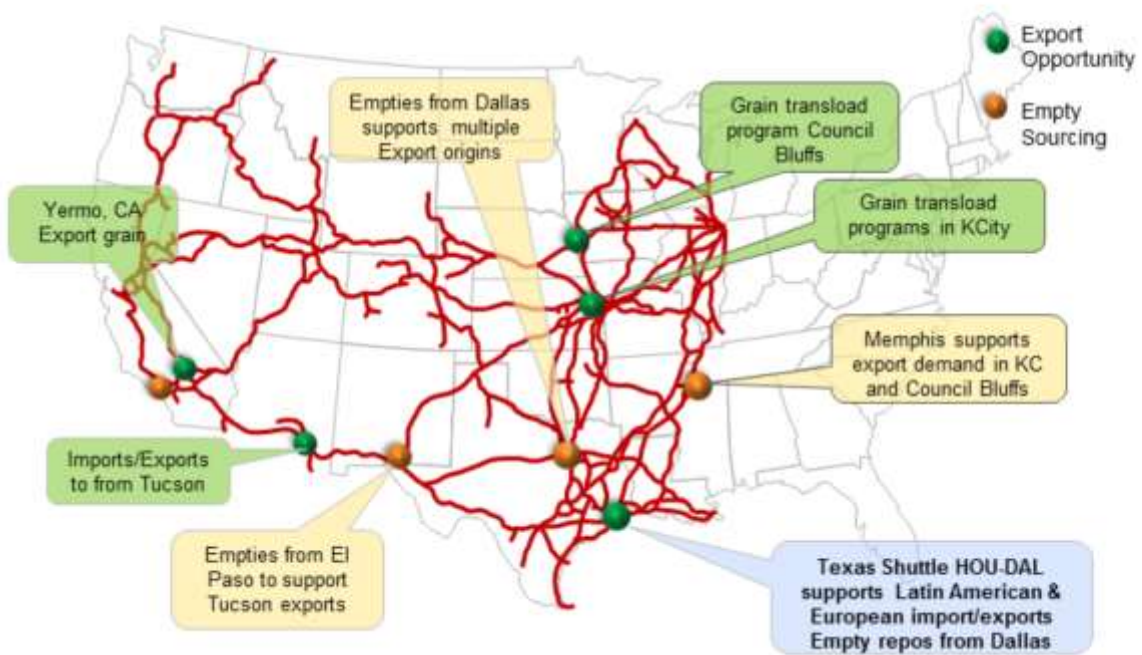 Export
Opportunity
Empty
Sourcing
Empties from Dallas
supports multiple
Export origins
Grain transload
program Council
Bluffs
Yermo, CA
Export grain
Grain transload
programs in KCity
Memphis supports
export demand in KC
and Council Bluffs
Imports/Exports
to from Tucson
Empties from El
Paso to support
Tucson exports
Texas Shuttle HOU-DAL
supports Latin American &
European import/exports
Empty repos from Dallas